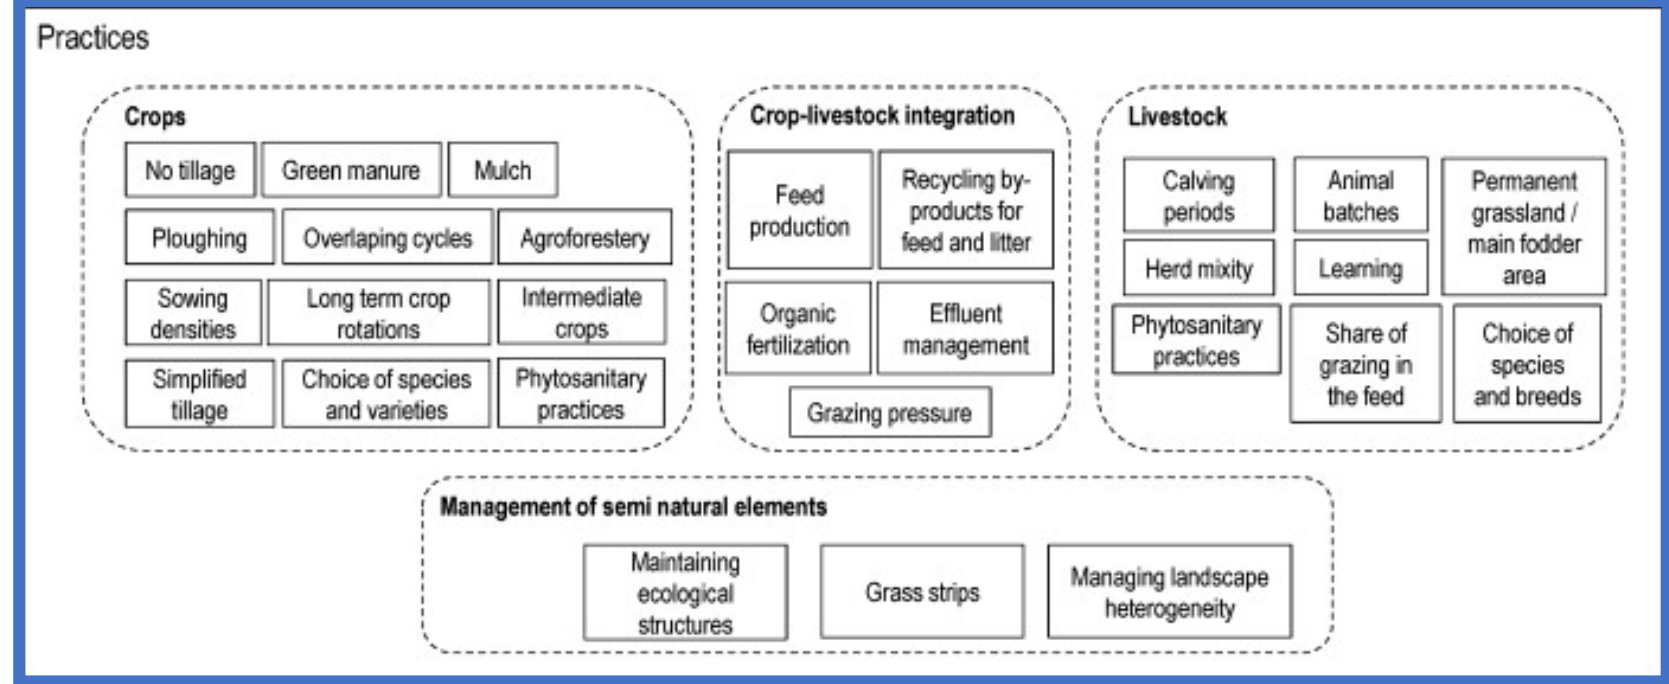 Practices
Crops
No tillage
Green manure
Mulch
Ploughing
Overlaping cycles
Agroforestery
Sowing
densities
Long term crop
rotations
Intermediate
crops
Simplified
tillage
Choice of species
and varieties
Phytosanitary
practices
Crop-livestock integration
Feed
production
Recycling by-
products for
feed and litter
Organic
fertilization
Effluent
management
Grazing pressure
Livestock
Calving
periods
Animal
batches
Permanent
grassland /
main fodder
area
Herd mixity
Learning
Phytosanitary
practices
Share of
grazing in
the feed
Choice of
species
and breeds
Management of semi natural elements
Maintaining
ecological
structures
Grass strips
Managing landscape
heterogeneity